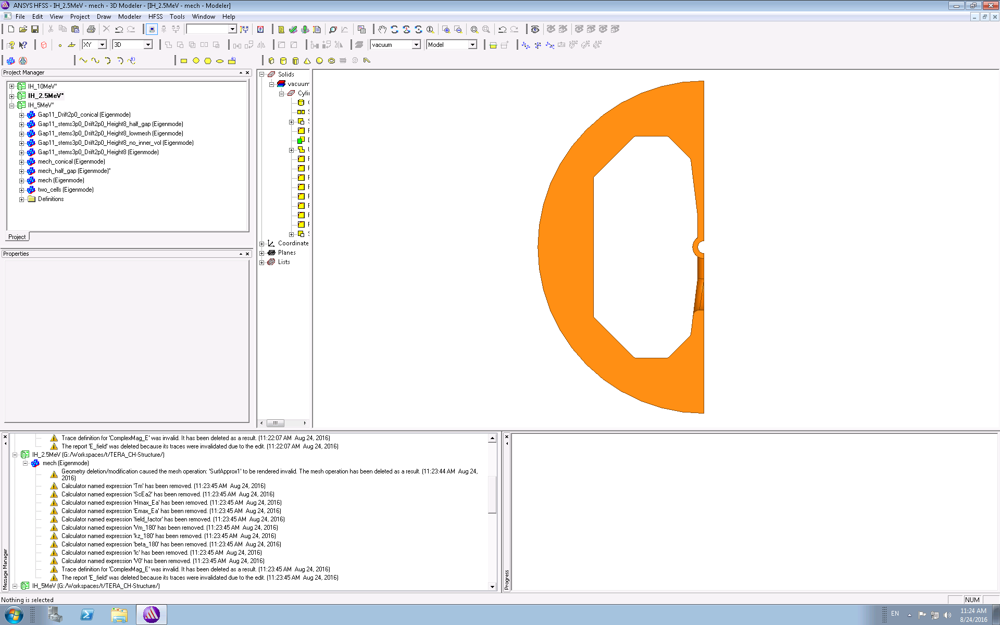 ANSYS HFSS - IH_2.5MeV - mech - 3D Modeler - [IH_2.5MeV - mech - Modeler]
File Edit View Project Draw Modeler HFSS Tools Window Help
XY 3D vacuum Model
Project Manager
IH_10MeV*
IH_2.5MeV*
IH_5MeV*
Gap11_Drift2p0_conical (Eigenmode)
Gap11_stems3p0_Drift2p0_Height8_half_gap (Eigenmode)
Gap11_stems3p0_Drift2p0_Height8_lowmesh (Eigenmode)
Gap11_stems3p0_Drift2p0_Height8_no_inner_vol (Eigenmode)
Gap11_stems3p0_Drift2p0_Height8 (Eigenmode)
mech_conical (Eigenmode)
mech_half_gap (Eigenmode)*
mech (Eigenmode)
two_cells (Eigenmode)
Definitions
Project
Properties
Solids
vacuum
Cylin
Coordinate
Planes
Lists
Trace definition for 'ComplexMag_E' was invalid. It has been deleted as a result. (11:22:07 AM Aug 24, 2016)
The report 'E_field' was deleted because its traces were invalidated due to the edit. (11:22:07 AM Aug 24, 2016)
IH_2.5MeV (G:/Workspaces/t/TERA_CH-Structure/)
mech (Eigenmode)
Geometry deletion/modification caused the mesh operation: 'SurfApprox1' to be rendered invalid. The mesh operation has been deleted as a result. (11:23:44 AM Aug 24,
2016)
Calculator named expression 'Tm' has been removed. (11:23:45 AM Aug 24, 2016)
Calculator named expression 'ScEa2' has been removed. (11:23:45 AM Aug 24, 2016)
Calculator named expression 'Hmax_Ea' has been removed. (11:23:45 AM Aug 24, 2016)
Calculator named expression 'Emax_Ea' has been removed. (11:23:45 AM Aug 24, 2016)
Calculator named expression 'field_factor' has been removed. (11:23:45 AM Aug 24, 2016)
Calculator named expression 'Vm_180' has been removed. (11:23:45 AM Aug 24, 2016)
Calculator named expression 'kz_180' has been removed. (11:23:45 AM Aug 24, 2016)
Calculator named expression 'beta_180' has been removed. (11:23:45 AM Aug 24, 2016)
Calculator named expression 'lc' has been removed. (11:23:45 AM Aug 24, 2016)
Calculator named expression 'V0' has been removed. (11:23:45 AM Aug 24, 2016)
Trace definition for 'ComplexMag_E' was invalid. It has been deleted as a result. (11:23:45 AM Aug 24, 2016)
The report 'E_field' was deleted because its traces were invalidated due to the edit. (11:23:45 AM Aug 24, 2016)
IH_5MeV (G:/Workspaces/t/TERA_CH-Structure/)
Message Manager
Progress
Nothing is selected
NUM
EN
11:24 AM
8/24/2016